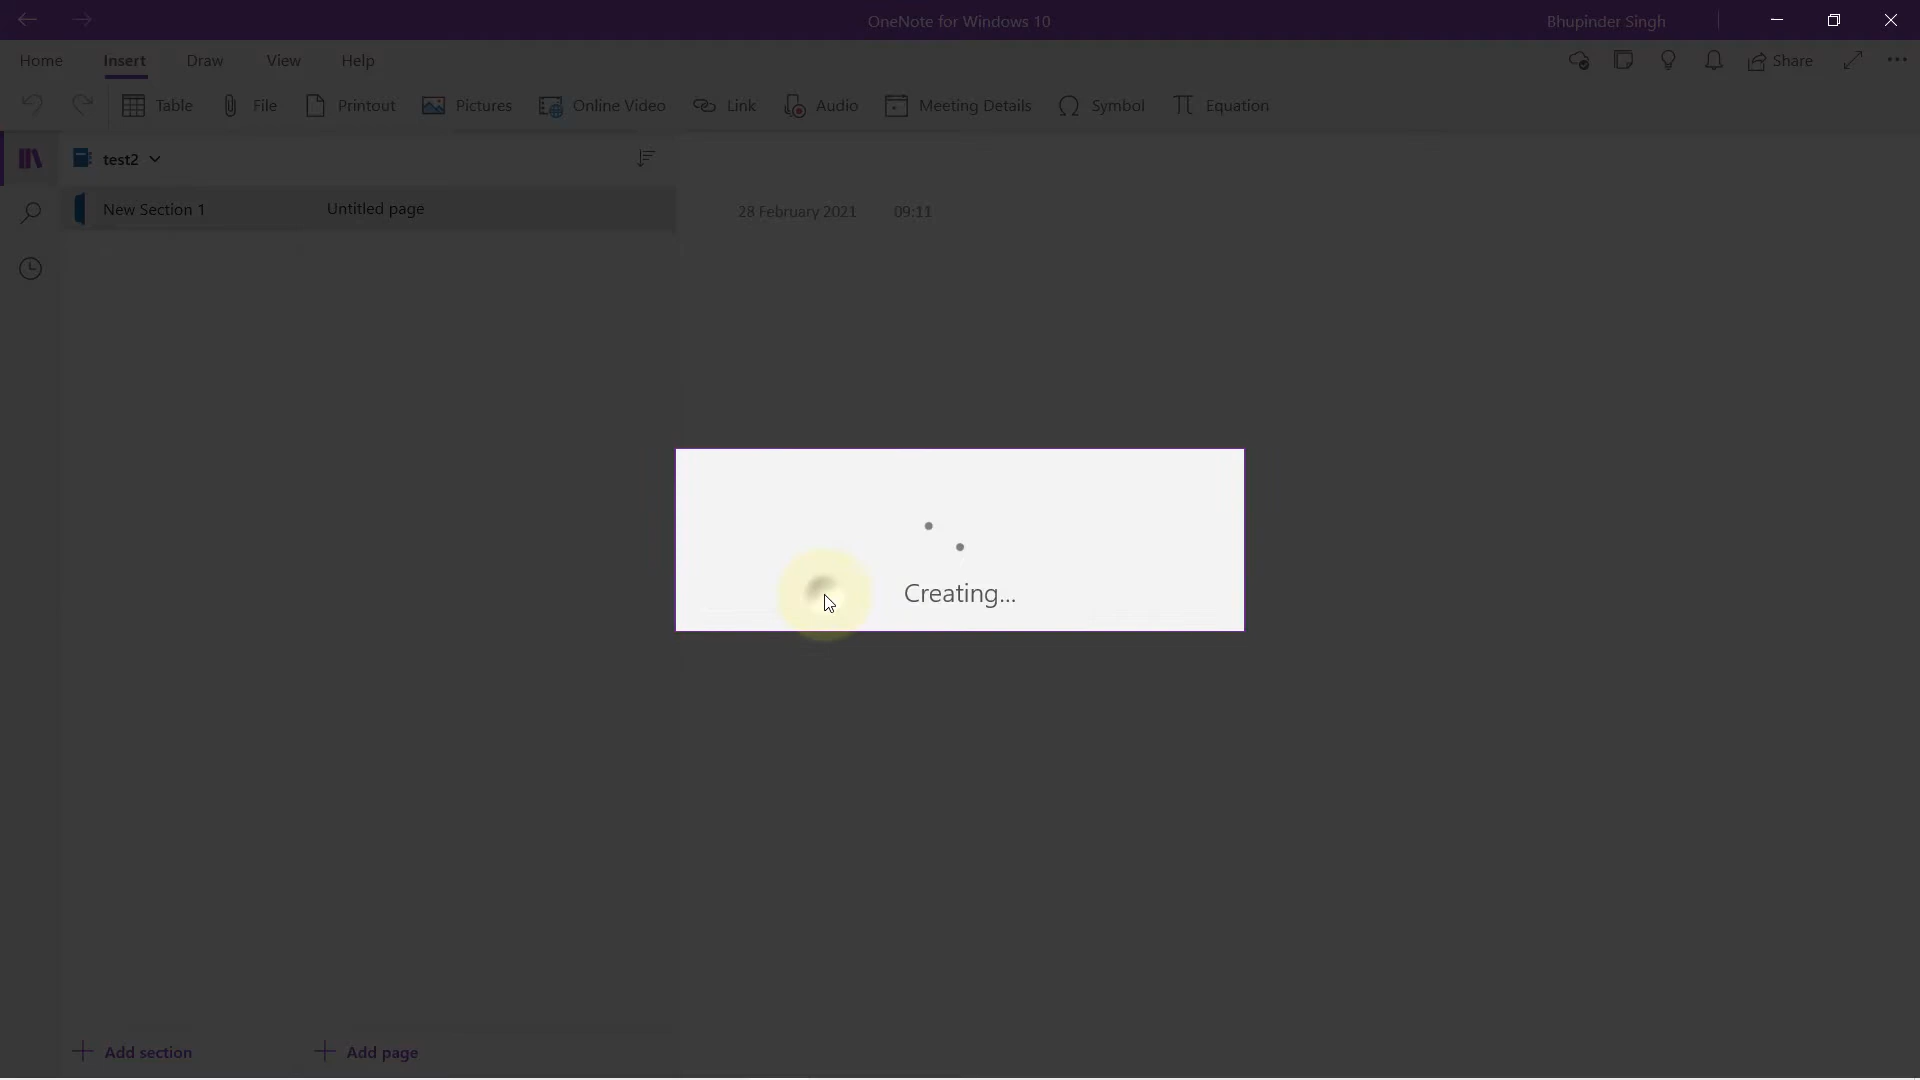 OneNote for Windows 10
Bhupinder Singh
Home Insert Draw View Help
Share
Table File Printout Pictures Online Video Link Audio Meeting Details Symbol Equation
test2
New Section 1
Untitled page
28 February 2021 09:11
Creating...
Add section
Add page